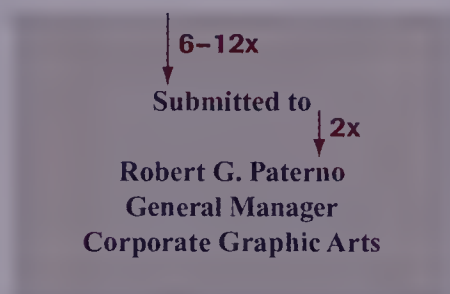 6–12x
Submitted to
2x
Robert G. Paterno
General Manager
Corporate Graphic Arts